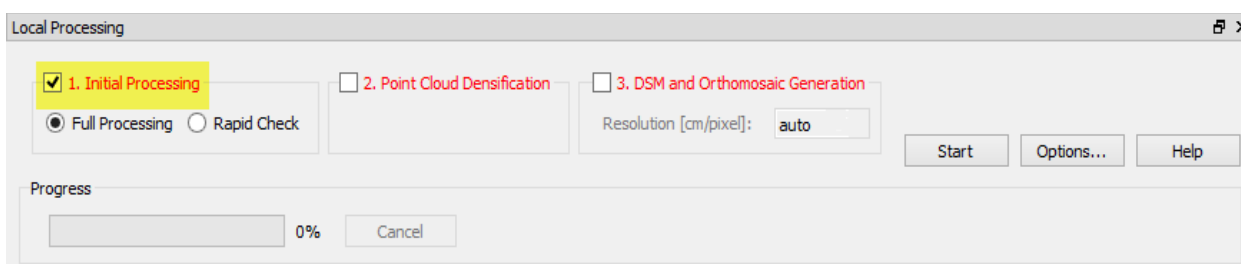 Local Processing
1. Initial Processing 2. Point Cloud Densification 3. DSM and Orthomosaic Generation
Full Processing Rapid Check Resolution [cm/pixel]: auto
Start Options... Help
Progress
0% Cancel